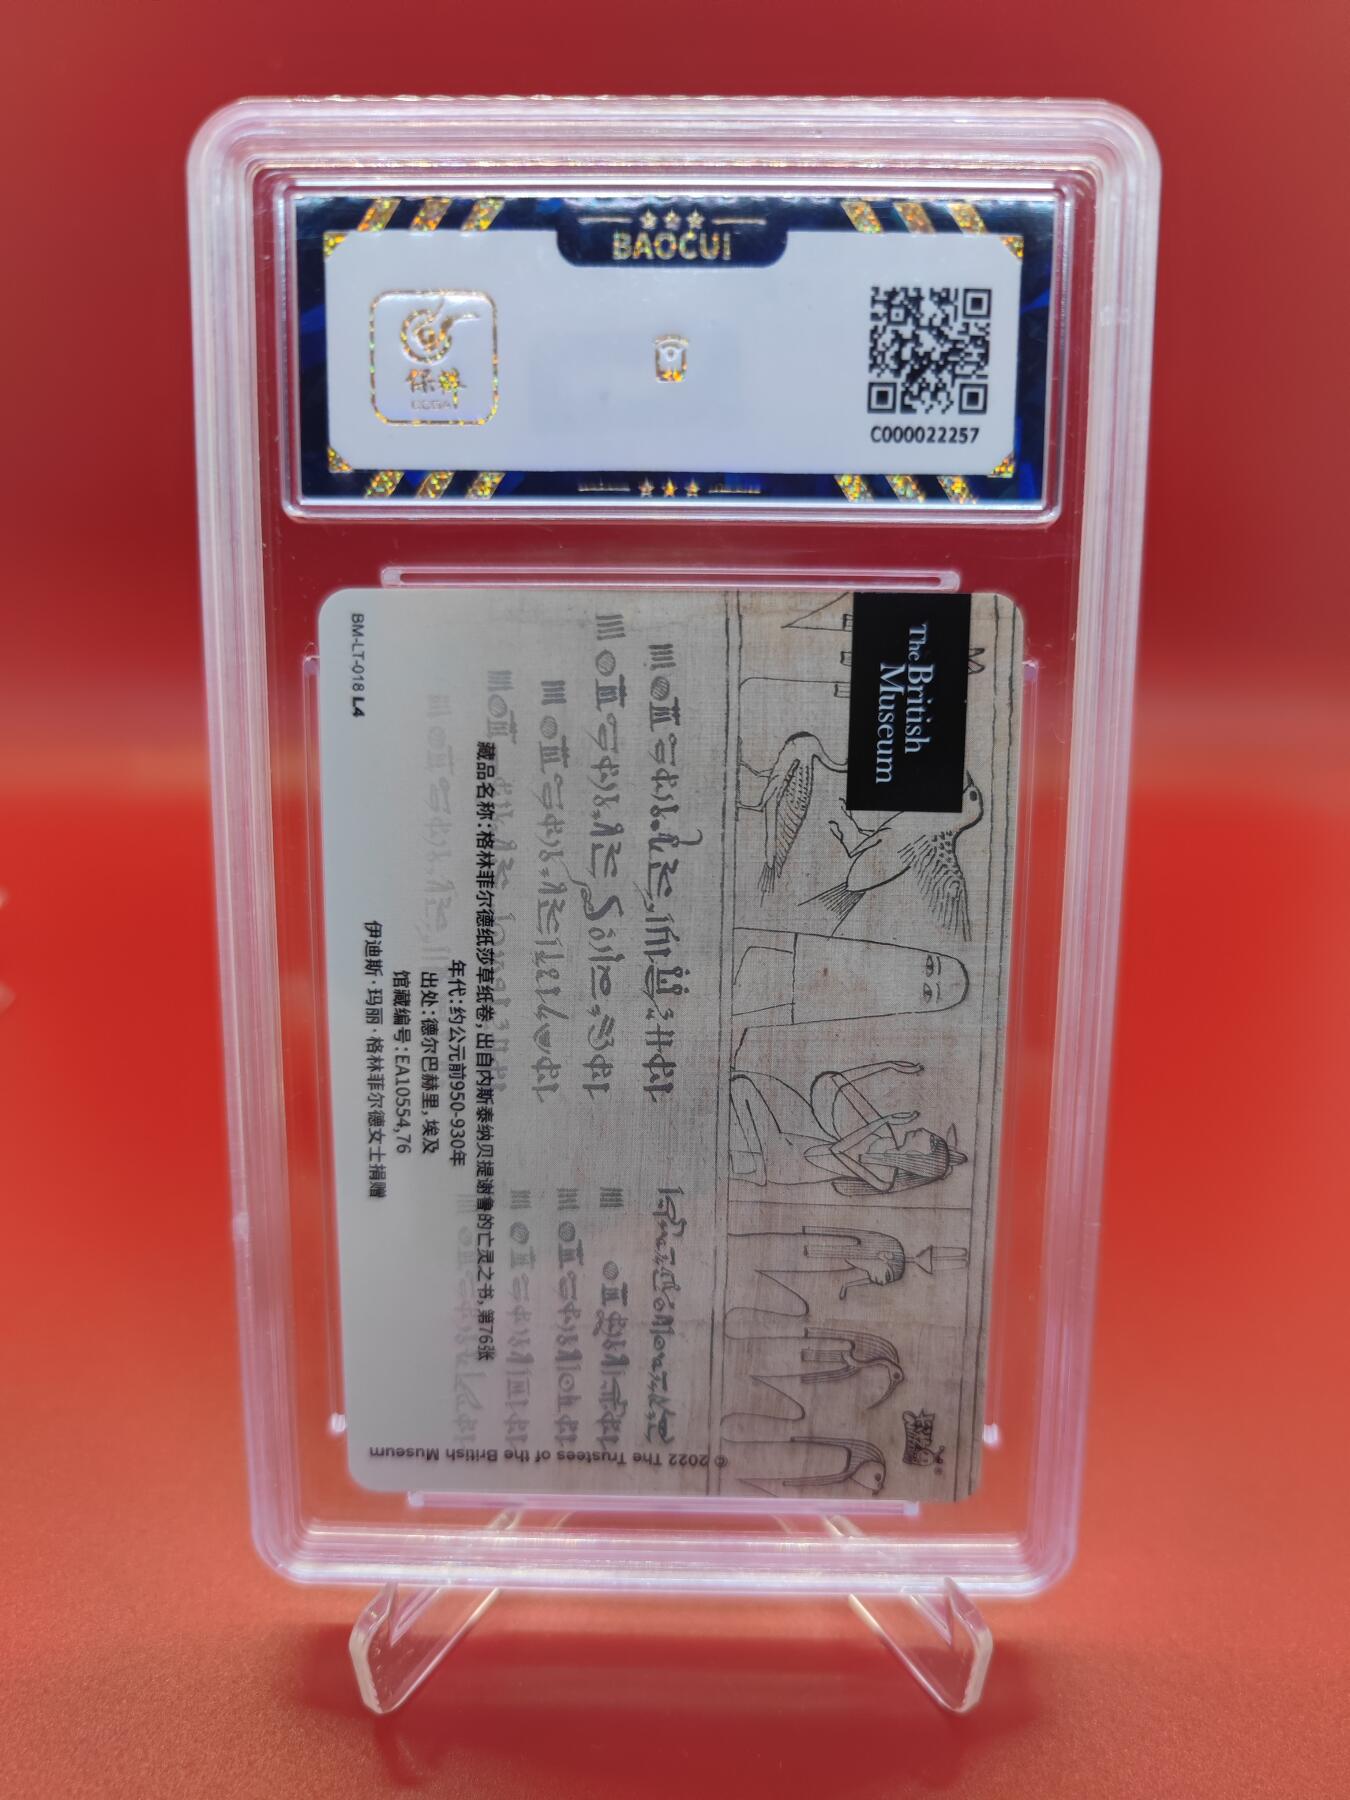 BAOCUI
保粹
C000022257
The British
Museum
BM-LT-018 L4
藏品名称:格林菲尔德纸莎草纸卷,出自内斯泰纳贝提谢鲁的亡灵之书,第76张
年代:约公元前950-930年
出处:德尔巴赫里,埃及
馆藏编号:EA10554,76
伊迪斯·玛丽·格林菲尔德女士捐赠
© 2022 The Trustees of the British Museum